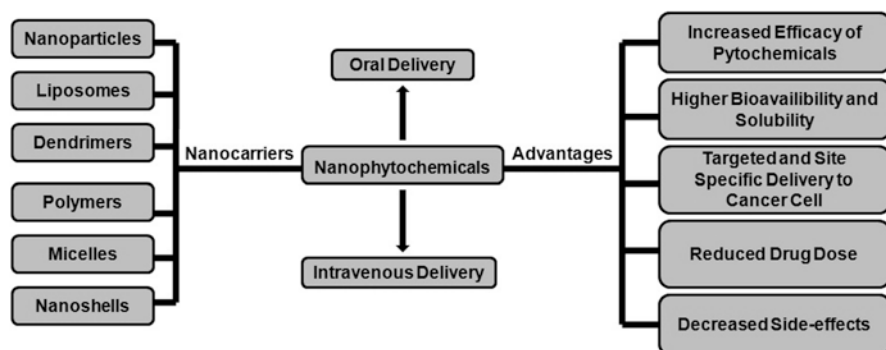 Nanoparticles
Liposomes
Dendrimers
Polymers
Micelles
Nanoshells
Nanocarriers
Oral Delivery
Nanophytochemicals
Intravenous Delivery
Advantages
Increased Efficacy of
Pytochemicals
Higher Bioavailibility and
Solubility
Targeted and Site
Specific Delivery to
Cancer Cell
Reduced Drug Dose
Decreased Side-effects